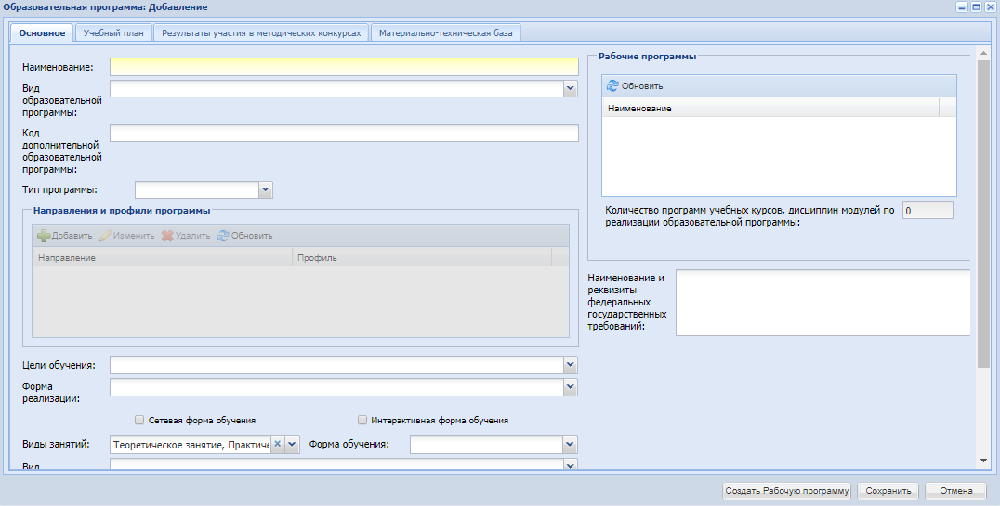 Образовательная программа: Добавление
Основное
Учебный план
Результаты участия в методических конкурсах
Материально-техническая база
Наименование:
Вид
образовательной
программы:
Код
дополнительной
образовательной
программы:
Тип программы:
Направления и профили программы
Добавить
Изменить
Удалить
Обновить
Направление
Профиль
Цели обучения:
Форма
реализации:
Сетевая форма обучения
Интерактивная форма обучения
Виды занятий:
Теоретическое занятие, Практиче
Форма обучения:
Вид
Рабочие программы
Обновить
Наименование
Количество программ учебных курсов, дисциплин модулей по
реализации образовательной программы:
0
Наименование и
реквизиты
федеральных
государственных
требований:
Создать Рабочую программу
Сохранить
Отмена